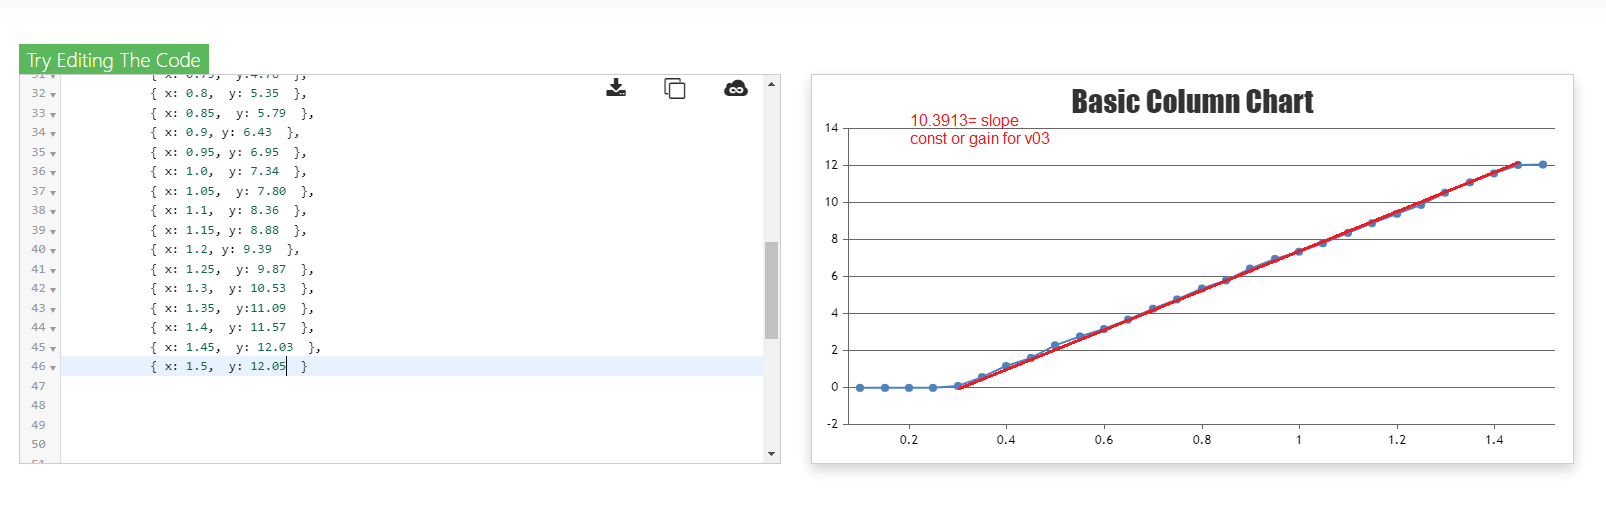 Try Editing The Code
32 { x: 0.8, y: 5.35 },
33 { x: 0.85, y: 5.79 },
34 { x: 0.9, y: 6.43 },
35 { x: 0.95, y: 6.95 },
36 { x: 1.0, y: 7.34 },
37 { x: 1.05, y: 7.80 },
38 { x: 1.1, y: 8.36 },
39 { x: 1.15, y: 8.88 },
40 { x: 1.2, y: 9.39 },
41 { x: 1.25, y: 9.87 },
42 { x: 1.3, y: 10.53 },
43 { x: 1.35, y:11.09 },
44 { x: 1.4, y: 11.57 },
45 { x: 1.45, y: 12.03 },
46 { x: 1.5, y: 12.05 }
47
48
49
50
Basic Column Chart
10.3913= slope
const or gain for v03
14
12
10
8
6
4
2
0
-2
0.2 0.4 0.6 0.8 1 1.2 1.4